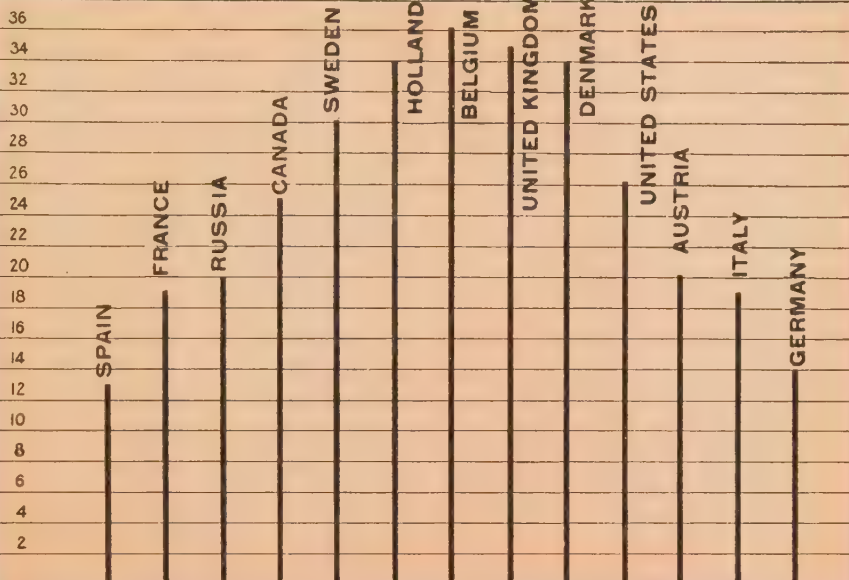 36
34
32
30
28
26
24
22
20
18
16
14
12
10
8
6
4
2
SPAIN
FRANCE
RUSSIA
CANADA
SWEDEN
HOLLAND
BELGIUM
UNITED KINGDOM
DENMARK
UNITED STATES
AUSTRIA
ITALY
GERMANY